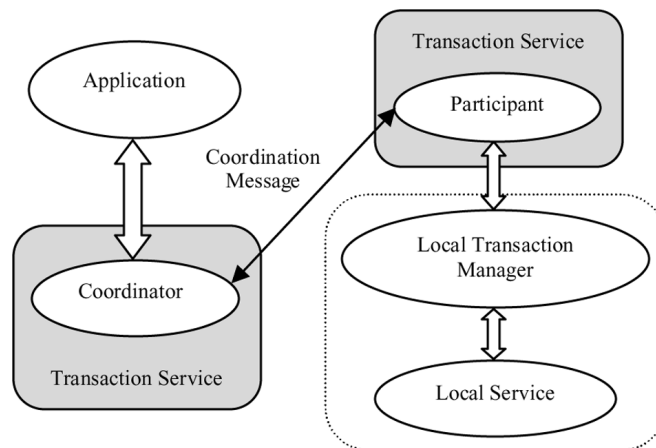 Transaction Service
Application
Participant
Coordination
Message
Local Transaction
Manager
Coordinator
Transaction Service
Local Service